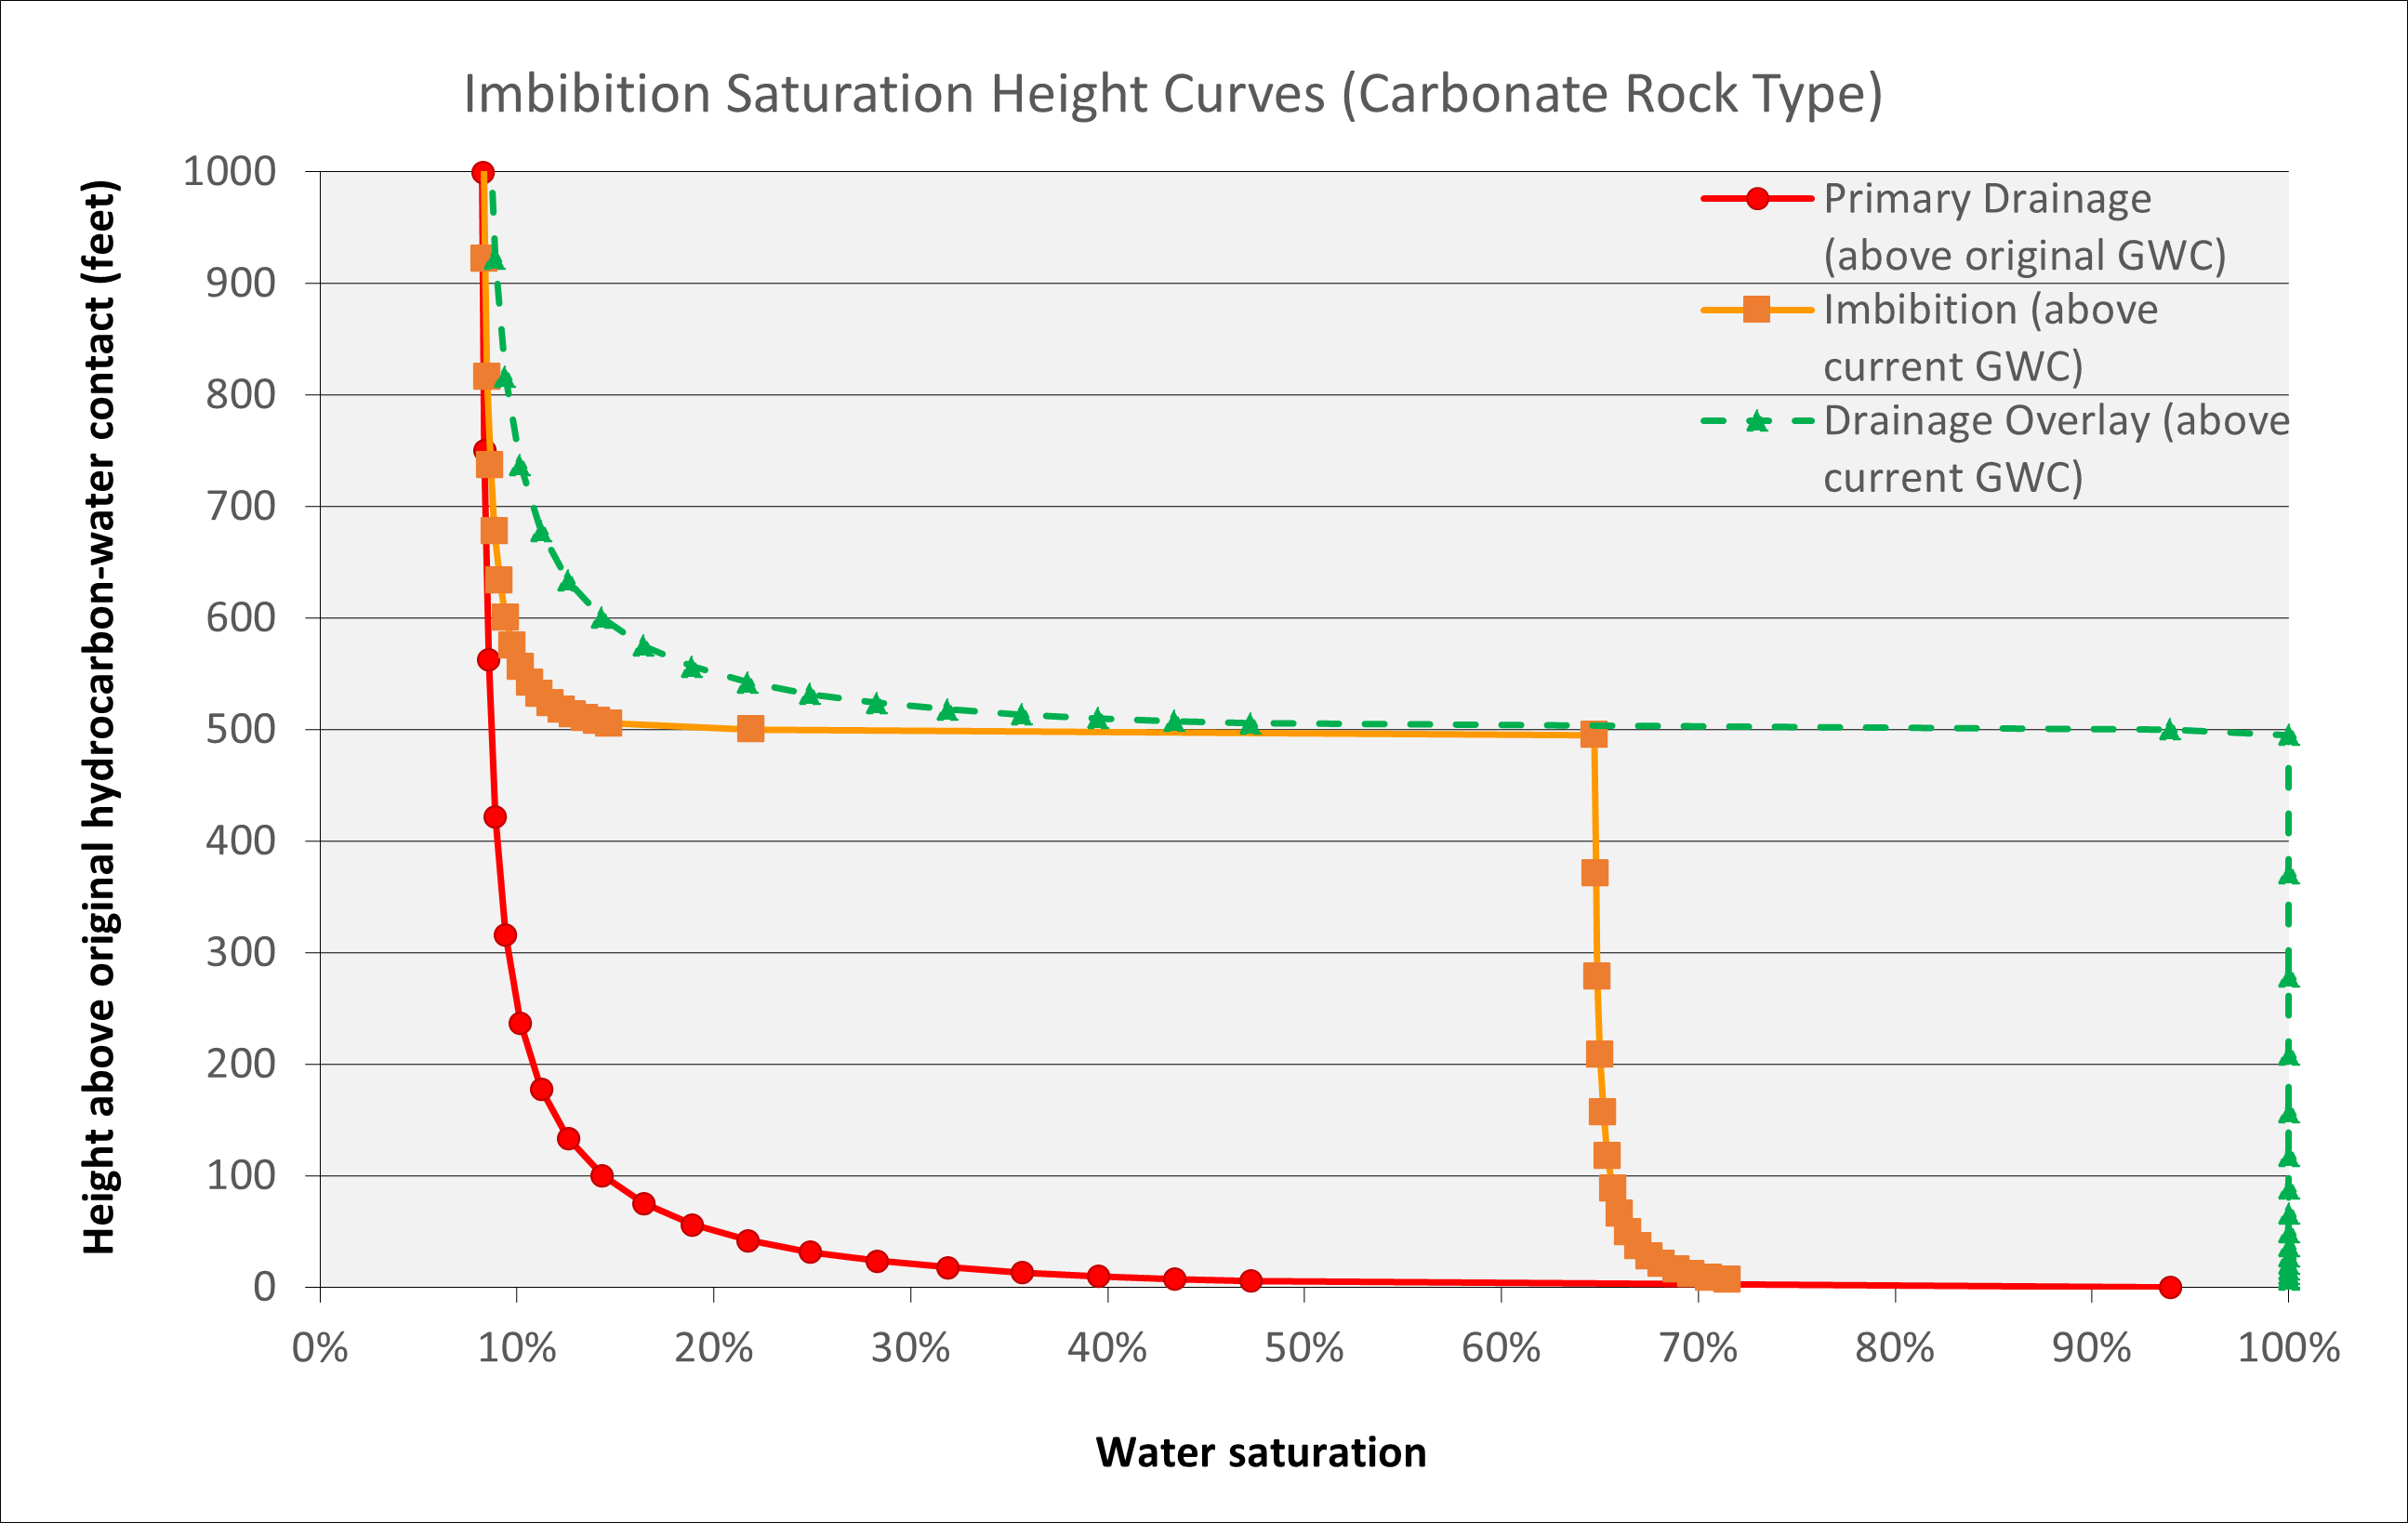 Imbibition Saturation Height Curves (Carbonate Rock Type)
Height above original hydrocarbon-water contact (feet)
1000
900
800
700
600
500
400
300
200
100
0
Primary Drainage
(above original GWC)
Imbibition (above
current GWC)
Drainage Overlay (above
current GWC)
0% 10% 20% 30% 40% 50% 60% 70% 80% 90% 100%
Water saturation